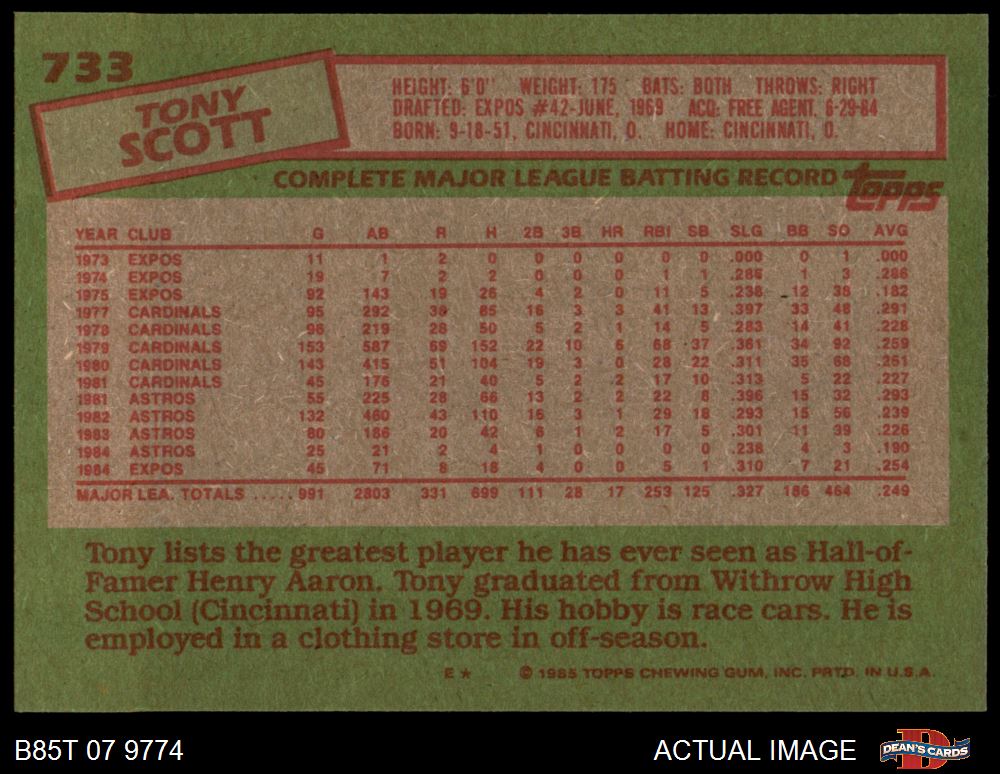 733
TONY
SCOTT
HEIGHT: 6'0" WEIGHT: 175 BATS: BOTH THROWS: RIGHT
DRAFTED: EXPOS #42-JUNE, 1969 ACQ: FREE AGENT, 6-29-84
BORN: 9-18-51, CINCINNATI, O. HOME: CINCINNATI, O.
COMPLETE MAJOR LEAGUE BATTING RECORD topps
YEAR CLUB G AB R H 2B 3B HR RBI SB SLG BB SO AVG
1973 EXPOS 11 1 2 0 0 0 0 0 0 .000 0 1 .000
1974 EXPOS 19 7 2 2 0 0 0 1 1 .286 1 3 .286
1975 EXPOS 92 143 19 26 4 2 0 11 5 .238 12 38 .182
1977 CARDINALS 95 292 38 85 16 3 3 41 13 .397 33 48 .291
1978 CARDINALS 96 219 28 50 5 2 1 14 5 .283 14 41 .228
1979 CARDINALS 153 587 69 152 22 10 6 68 37 .361 34 92 .259
1980 CARDINALS 143 415 51 104 19 3 0 28 22 .311 35 68 .251
1981 CARDINALS 45 176 21 40 5 2 2 17 10 .313 5 22 .227
1981 ASTROS 55 225 28 66 13 2 2 22 8 .396 15 32 .293
1982 ASTROS 132 460 43 110 16 3 1 29 18 .293 15 56 .239
1983 ASTROS 80 186 20 42 6 1 2 17 5 .301 11 39 .226
1984 ASTROS 25 21 2 4 1 0 0 0 0 .238 4 3 .190
1984 EXPOS 45 71 8 18 4 0 0 5 1 .310 7 21 .254
MAJOR LEA. TOTALS ..... 991 2803 331 699 111 28 17 253 125 .327 186 464 .249
Tony lists the greatest player he has ever seen as Hall-of-
Famer Henry Aaron. Tony graduated from Withrow High
School (Cincinnati) in 1969. His hobby is race cars. He is
employed in a clothing store in off-season.
E★ © 1985 TOPPS CHEWING GUM, INC. PRTD. IN U.S.A.
B85T 07 9774 ACTUAL IMAGE D DEAN'S CARDS